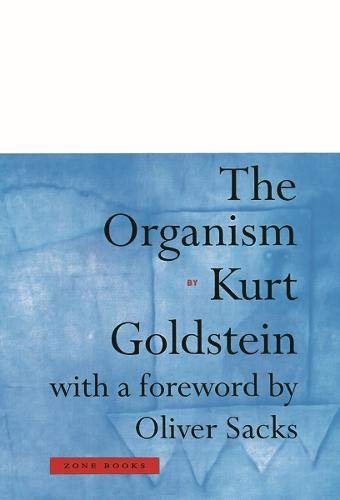 The
Organism
BY Kurt
Goldstein
with a foreword by
Oliver Sacks
ZONE BOOKS